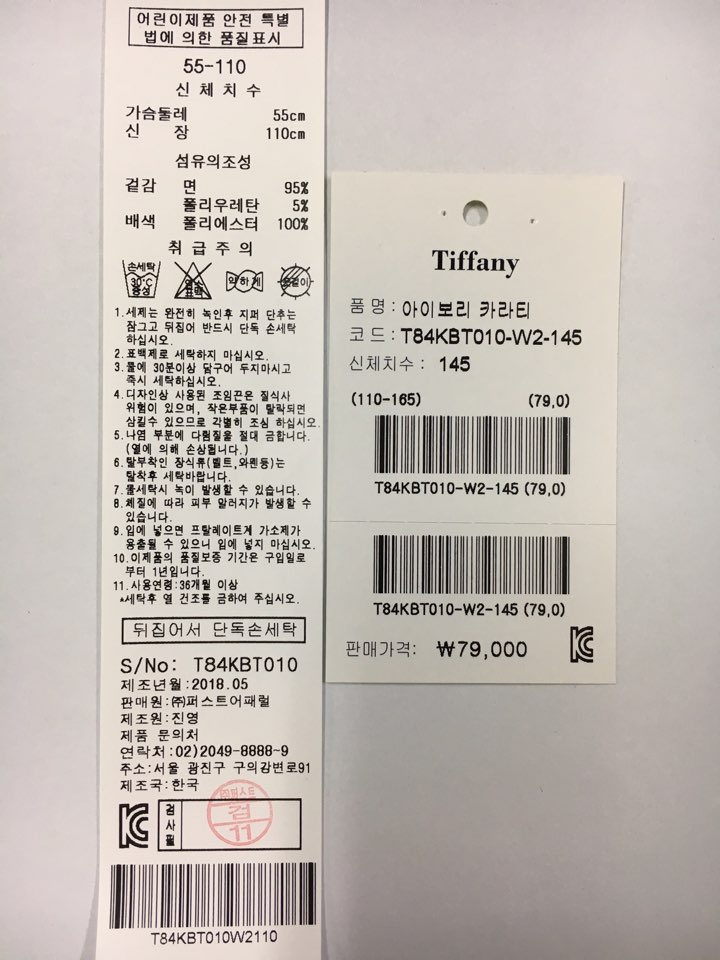 어린이제품 안전 특별
법에 의한 품질표시
55-110
신 체 치 수
가슴둘레 55cm
신 장 110cm
섬유의조성
겉감 면 95%
폴리우레탄 5%
배색 폴리에스터 100%
취 급 주 의
손세탁
30°C
중성
염소
표백
약하게
옷걸이
1.세제는 완전히 녹인후 지퍼 단추는
잠그고 뒤집어 반드시 단독 손세탁
하십시오.
2.표백제로 세탁하지 마십시오.
3.물에 30분이상 담구어 두지마시고
즉시 세탁하십시오.
4.디자인상 사용된 조임끈은 질식사
위험이 있으며, 작은부품이 탈락되면
삼킬수 있으므로 각별히 조심 하십시오.
5.나염 부분에 다림질을 절대 금합니다.
(열에 의해 손상됩니다.)
6.탈부착인 장식류(벨트,와펜등)는
탈착후 세탁바랍니다.
7.물세탁시 녹이 발생할 수 있습니다.
8.체질에 따라 피부 알러지가 발생할 수
있습니다.
9.입에 넣으면 프탈레이트계 가소제가
용출될 수 있으니 입에 넣지 마십시오.
10.이제품의 품질보증 기간은 구입일로
부터 1년입니다.
11.사용연령:36개월 이상
*세탁후 열 건조를 금하여 주십시오.
뒤집어서 단독손세탁
S/No: T84KBT010
제조년월:2018.05
판매원:㈜퍼스트어패럴
제조원:진영
제품 문의처
연락처:02)2049-8888~9
주소:서울 광진구 구의강변로91
제조국:한국
KC
검사필
검
11
T84KBT010W2110
Tiffany
품 명 : 아이보리 카라티
코 드 : T84KBT010-W2-145
신체치수 : 145
(110-165) (79,0)
T84KBT010-W2-145 (79,0)
T84KBT010-W2-145 (79,0)
판매가격: ₩79,000
KC